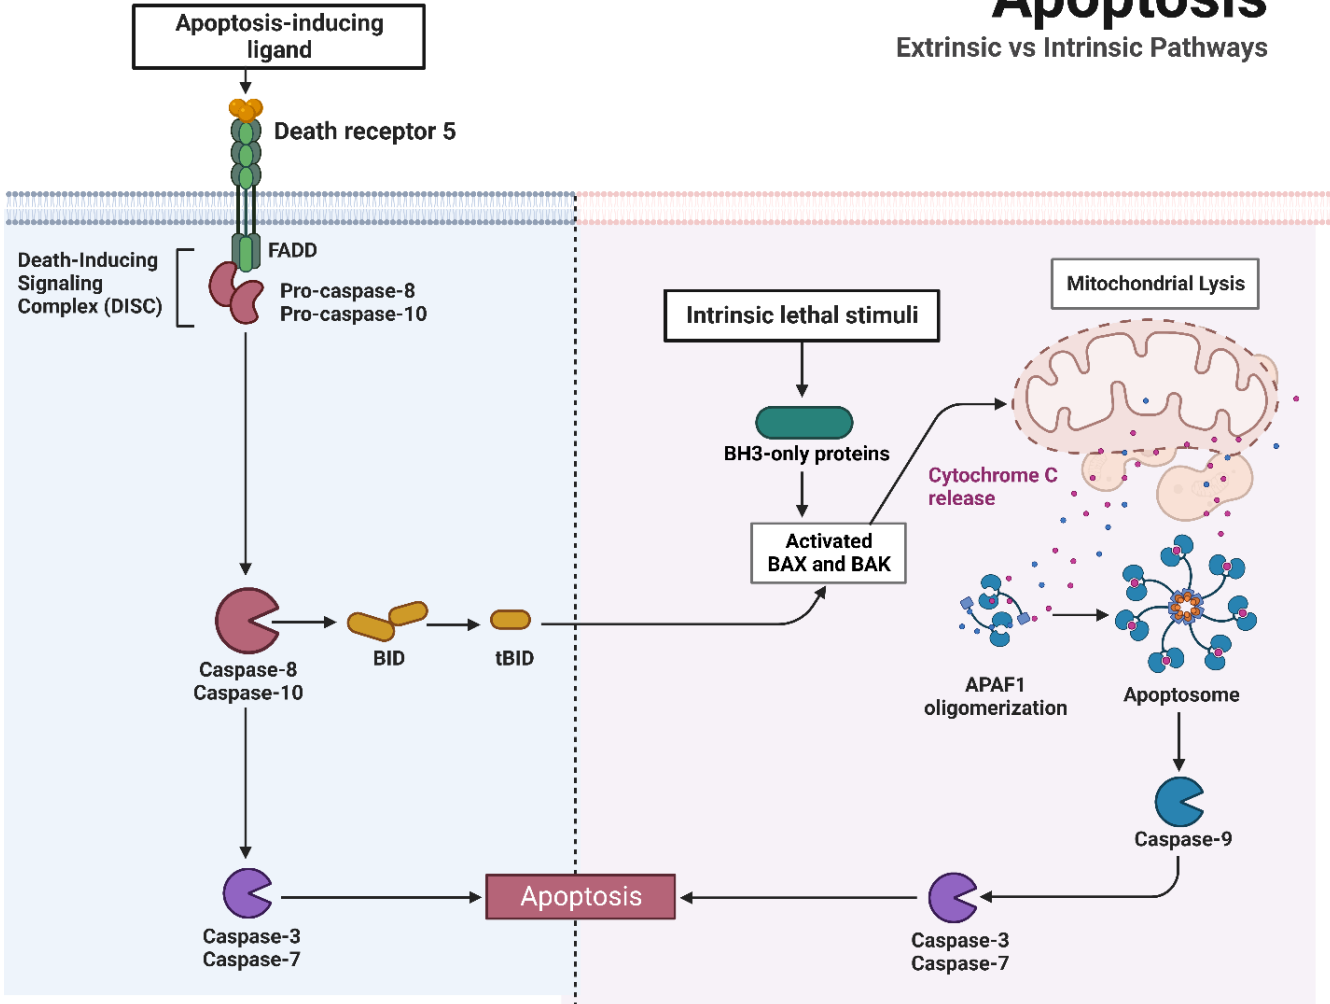 Apoptosis
Extrinsic vs Intrinsic Pathways
Apoptosis-inducing
ligand
Death receptor 5
FADD
Death-Inducing
Signaling
Complex (DISC)
Pro-caspase-8
Pro-caspase-10
Caspase-8
Caspase-10
BID
tBID
Caspase-3
Caspase-7
Apoptosis
Intrinsic lethal stimuli
BH3-only proteins
Activated
BAX and BAK
Mitochondrial Lysis
Cytochrome C
release
APAF1
oligomerization
Apoptosome
Caspase-9
Caspase-3
Caspase-7